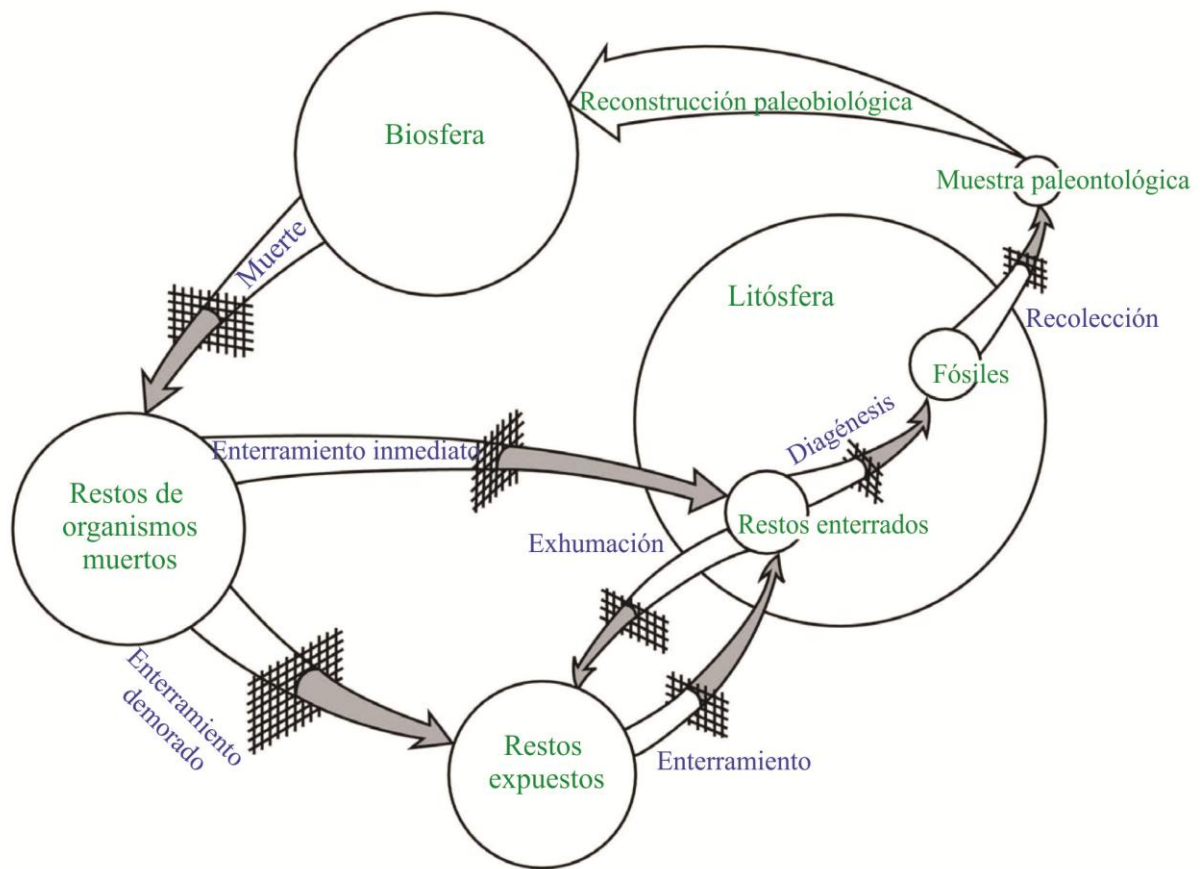 Biosfera
Reconstrucción paleobiológica
Muestra paleontológica
Muerte
Litósfera
Recolección
Fósiles
Diagénesis
Enterramiento inmediato
Restos de
organismos
muertos
Restos enterrados
Exhumación
Enterramiento
demorado
Restos
expuestos
Enterramiento